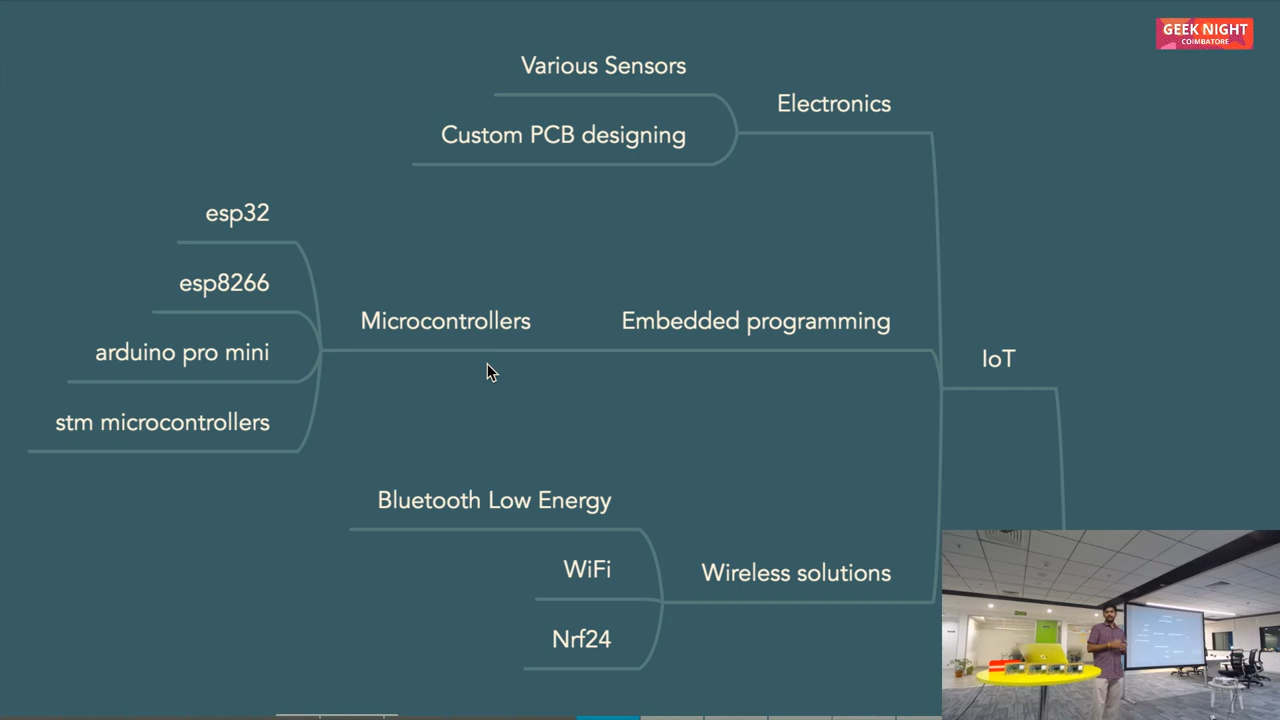 GEEK NIGHT
COIMBATORE
Various Sensors
Electronics
Custom PCB designing
esp32
esp8266
Microcontrollers
Embedded programming
arduino pro mini
IoT
stm microcontrollers
Bluetooth Low Energy
WiFi
Wireless solutions
Nrf24